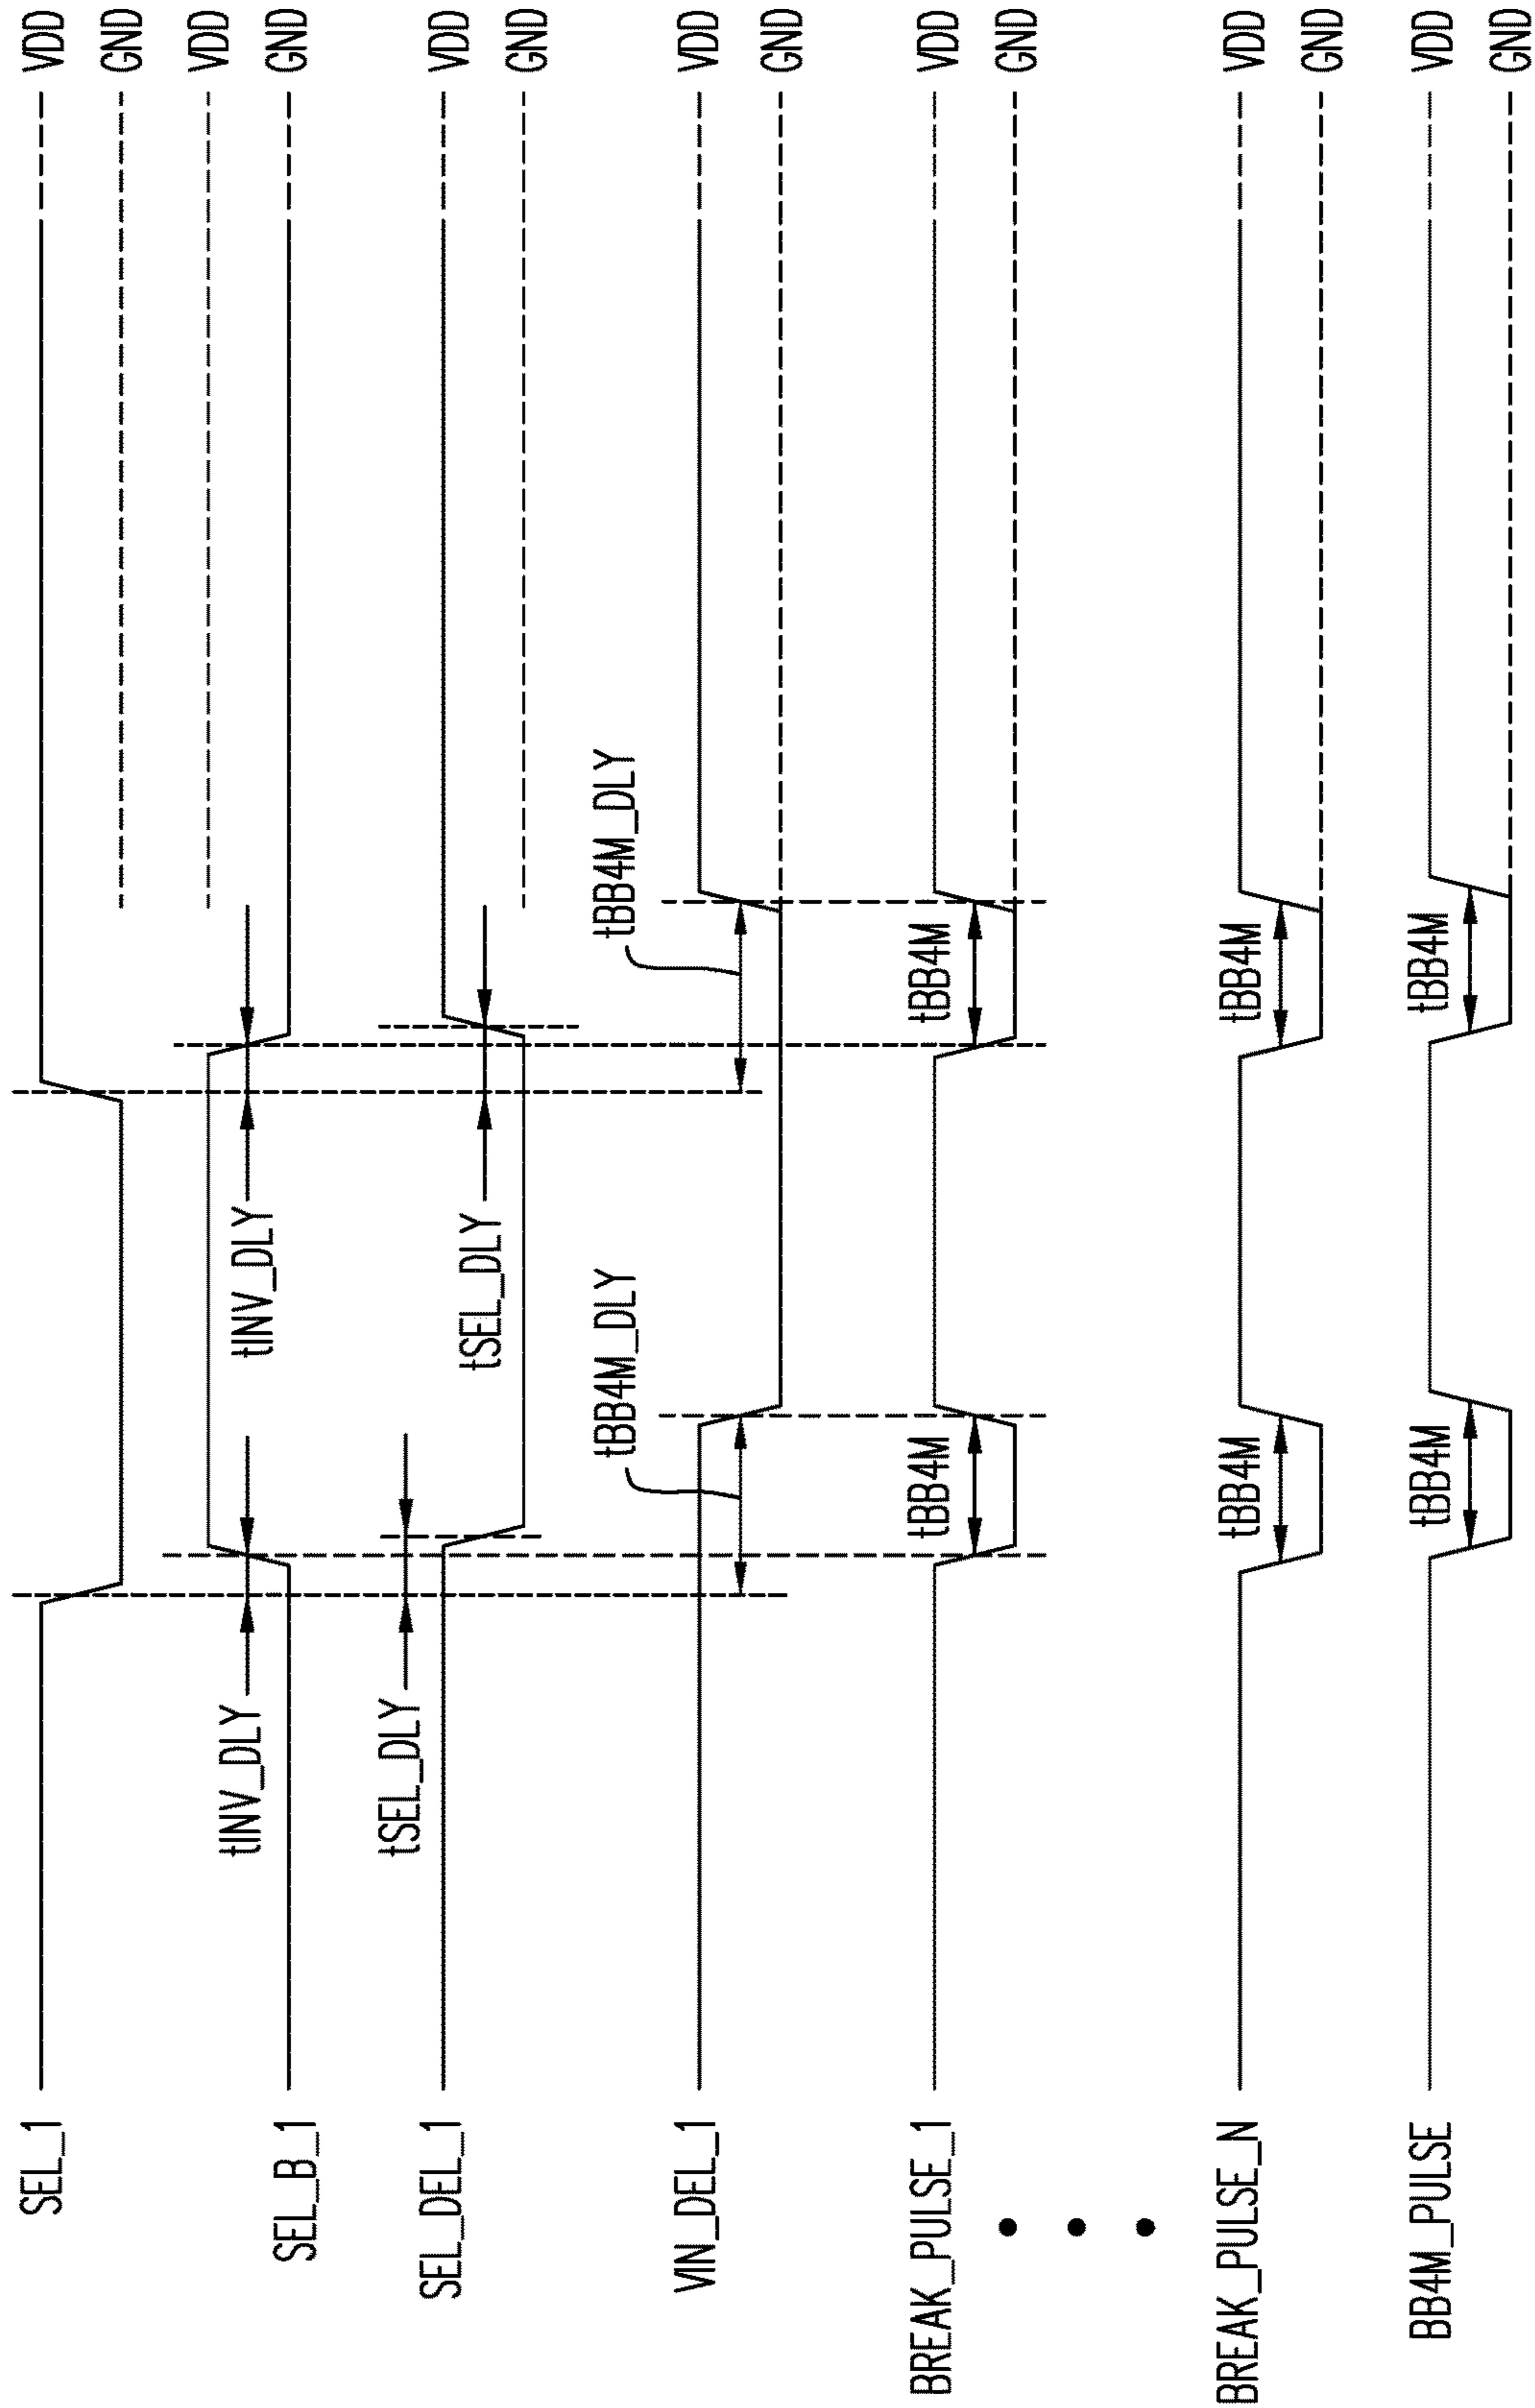 SEL_1
VDD
GND
tINV_DLY
tINV_DLY
SEL_B_1
VDD
GND
SEL_DEL_1
tSEL_DLY
tSEL_DLY
VDD
GND
tBB4M_DLY
tBB4M_DLY
VIN_DEL_1
VDD
GND
BREAK_PULSE_1
tBB4M
tBB4M
VDD
GND
BREAK_PULSE_N
tBB4M
tBB4M
VDD
GND
BB4M_PULSE
tBB4M
tBB4M
VDD
GND